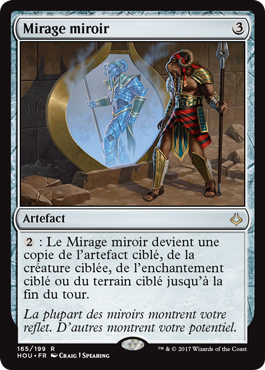 Mirage miroir 3
Artefact
2 : Le Mirage miroir devient une
copie de l'artefact ciblé, de la
créature ciblée, de l'enchantement
ciblé ou du terrain ciblé jusqu'à la
fin du tour.
La plupart des miroirs montrent votre
reflet. D'autres montrent votre potentiel.
165/199 R
HOU • FR Craig J Spearing
™ & © 2017 Wizards of the Coast